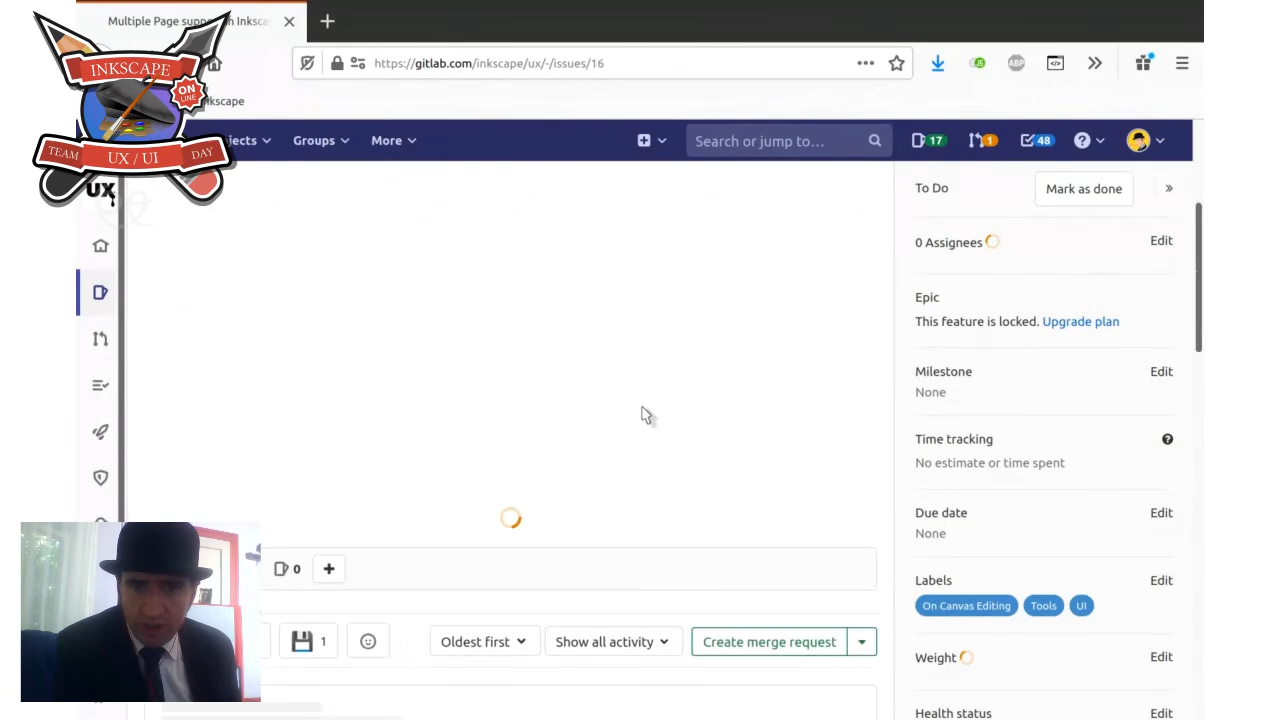 Multiple Page
INKSCAPE
ON
LINE
TEAM
UX / UI
DAY
https://gitlab.com/inkscape/ux/-/issues/16
ABP
Groups
More
Search or jump to...
17
1
48
UX
To Do
Mark as done
0 Assignees
Edit
Epic
This feature is locked. Upgrade plan
Milestone
Edit
None
Time tracking
No estimate or time spent
Due date
Edit
None
Labels
Edit
On Canvas Editing
Tools
UI
Weight
Edit
Health status
Edit
0
1
Oldest first
Show all activity
Create merge request